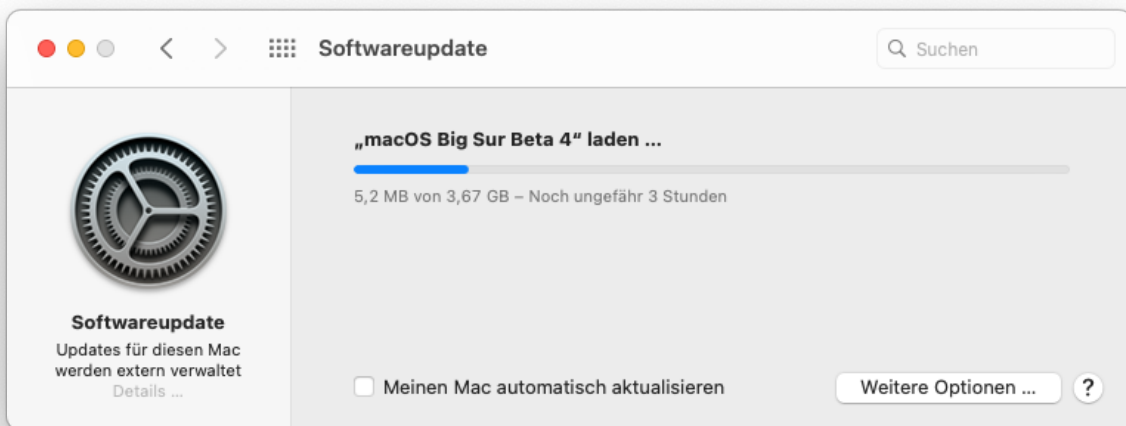 Softwareupdate
Suchen
„macOS Big Sur Beta 4“ laden ...
5,2 MB von 3,67 GB – Noch ungefähr 3 Stunden
Softwareupdate
Updates für diesen Mac
werden extern verwaltet
Details ...
Meinen Mac automatisch aktualisieren
Weitere Optionen ...
?